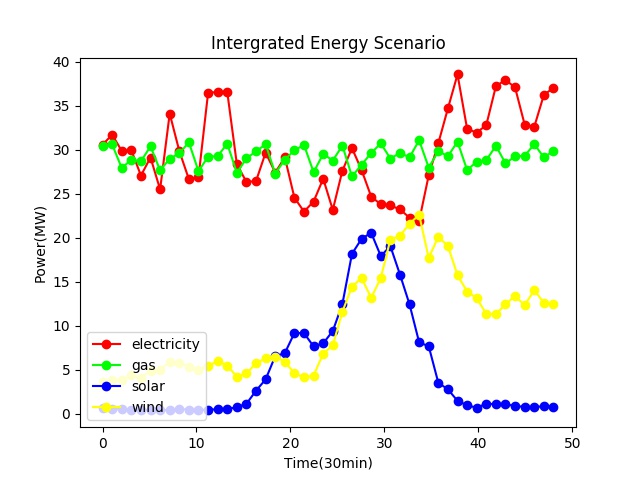 Intergrated Energy Scenario
Power(MW)
40
35
30
25
20
15
10
5
0
electricity
gas
solar
wind
0 10 20 30 40 50
Time(30min)